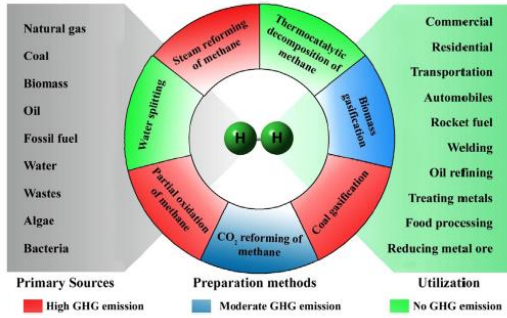 Natural gas
Coal
Biomass
Oil
Fossil fuel
Water
Wastes
Algae
Bacteria
Primary Sources
Steam reforming
of methane
Thermocatalytic
decomposition of
methane
Biomass
gasification
Coal gasification
CO₂ reforming of
methane
Partial oxidation
of methane
Water splitting
H
H
Preparation methods
Commercial
Residential
Transportation
Automobiles
Rocket fuel
Welding
Oil refining
Treating metals
Food processing
Reducing metal ore
Utilization
High GHG emission
Moderate GHG emission
No GHG emission